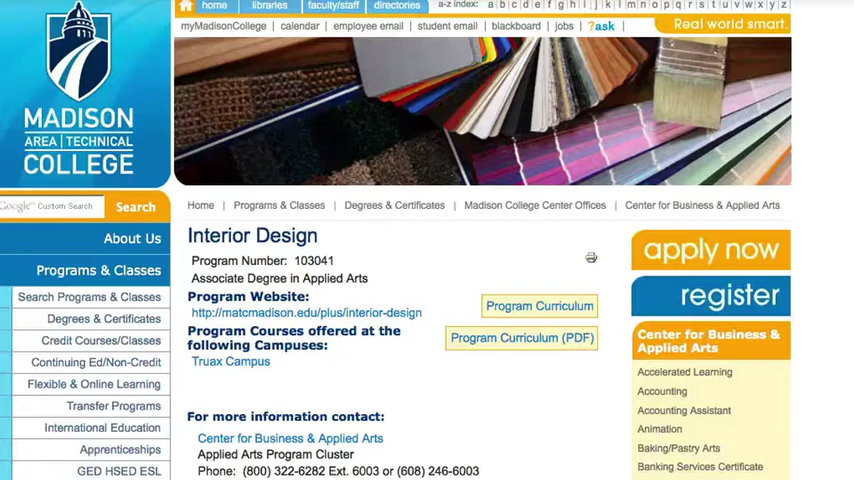 home
libraries
faculty/staff
directories
a-z index: a b c d e f g h i j k l m n o p q r s t u v w x y z
myMadisonCollege | calendar | employee email | student email | blackboard | jobs | ?ask |
Real world smart.
MADISON
AREA | TECHNICAL
COLLEGE
Google™ Custom Search
Search
Home | Programs & Classes | Degrees & Certificates | Madison College Center Offices | Center for Business & Applied Arts
About Us
Programs & Classes
Search Programs & Classes
Degrees & Certificates
Credit Courses/Classes
Continuing Ed/Non-Credit
Flexible & Online Learning
Transfer Programs
International Education
Apprenticeships
GED HSED ESL
Interior Design
Program Number: 103041
Associate Degree in Applied Arts
Program Website:
http://matcmadison.edu/plus/interior-design
Program Courses offered at the
following Campuses:
Truax Campus
Program Curriculum
Program Curriculum (PDF)
For more information contact:
Center for Business & Applied Arts
Applied Arts Program Cluster
Phone: (800) 322-6282 Ext. 6003 or (608) 246-6003
apply now
register
Center for Business &
Applied Arts
Accelerated Learning
Accounting
Accounting Assistant
Animation
Baking/Pastry Arts
Banking Services Certificate